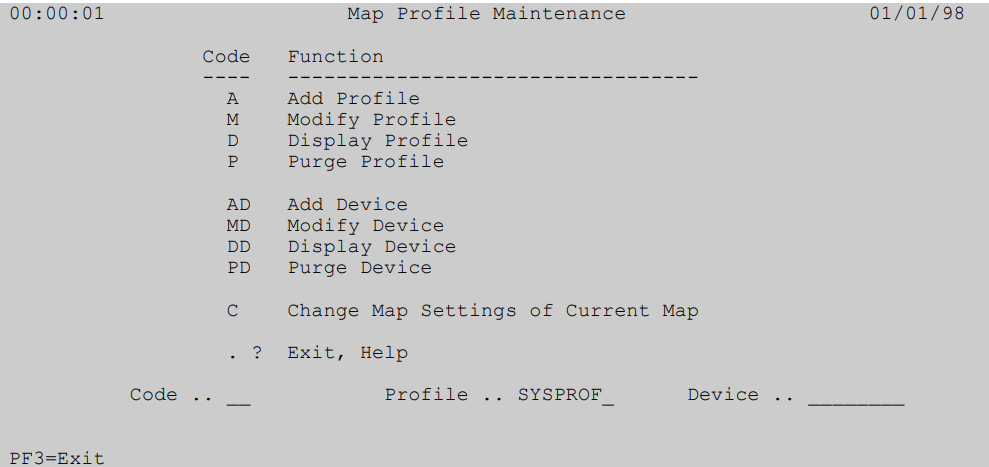 00:00:01 Map Profile Maintenance 01/01/98
Code Function
---- ----------------------------------
A Add Profile
M Modify Profile
D Display Profile
P Purge Profile
AD Add Device
MD Modify Device
DD Display Device
PD Purge Device
C Change Map Settings of Current Map
. ? Exit, Help
Code .. __ Profile .. SYSPROF_ Device .. ________
PF3=Exit